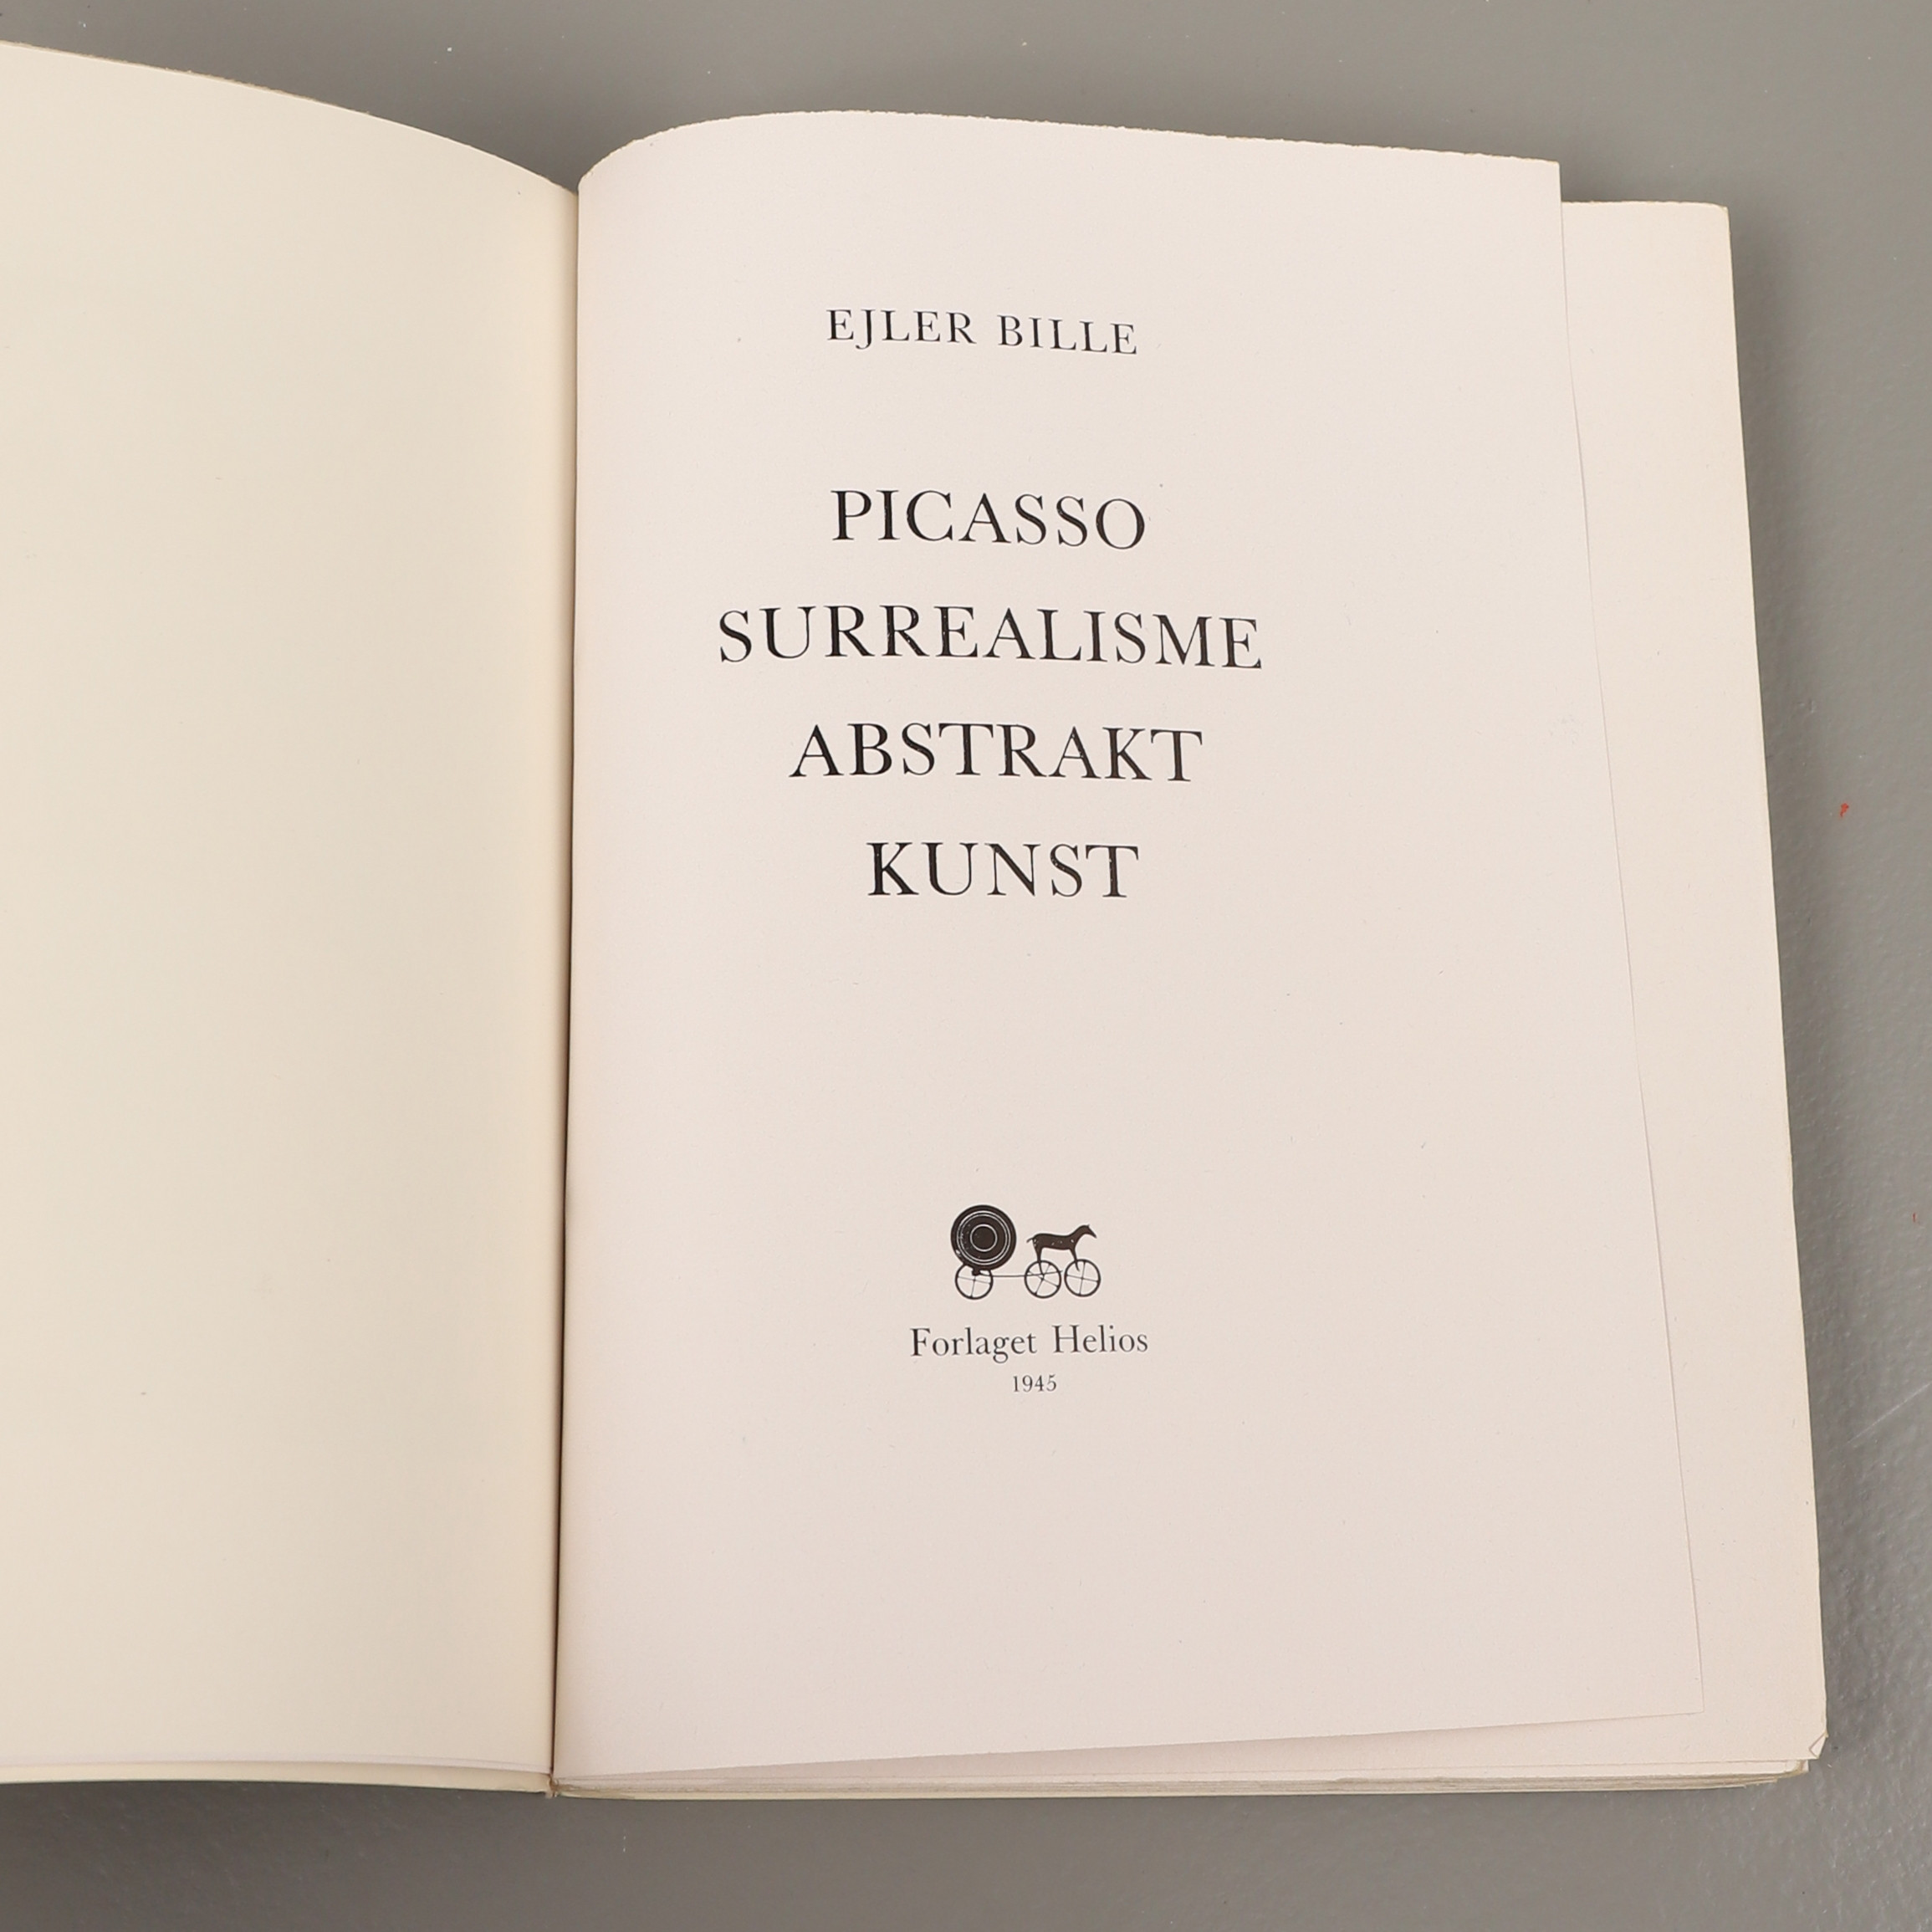 EJLER BILLE
PICASSO
SURREALISME
ABSTRAKT
KUNST
Forlaget Helios
1945